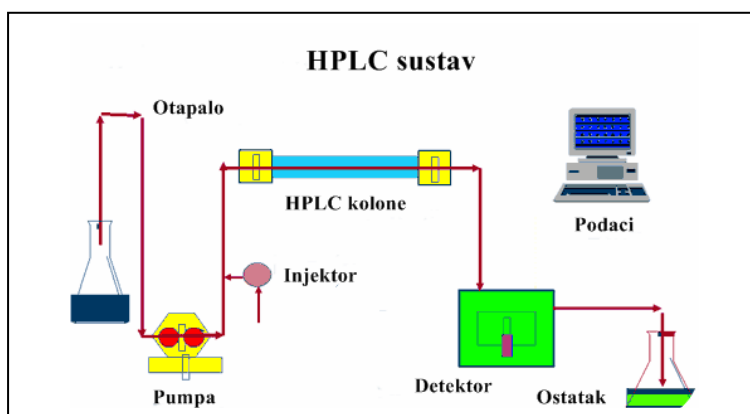 HPLC sustav
Otapalo
HPLC kolone
Podaci
Injektor
Pumpa
Detektor
Ostatak